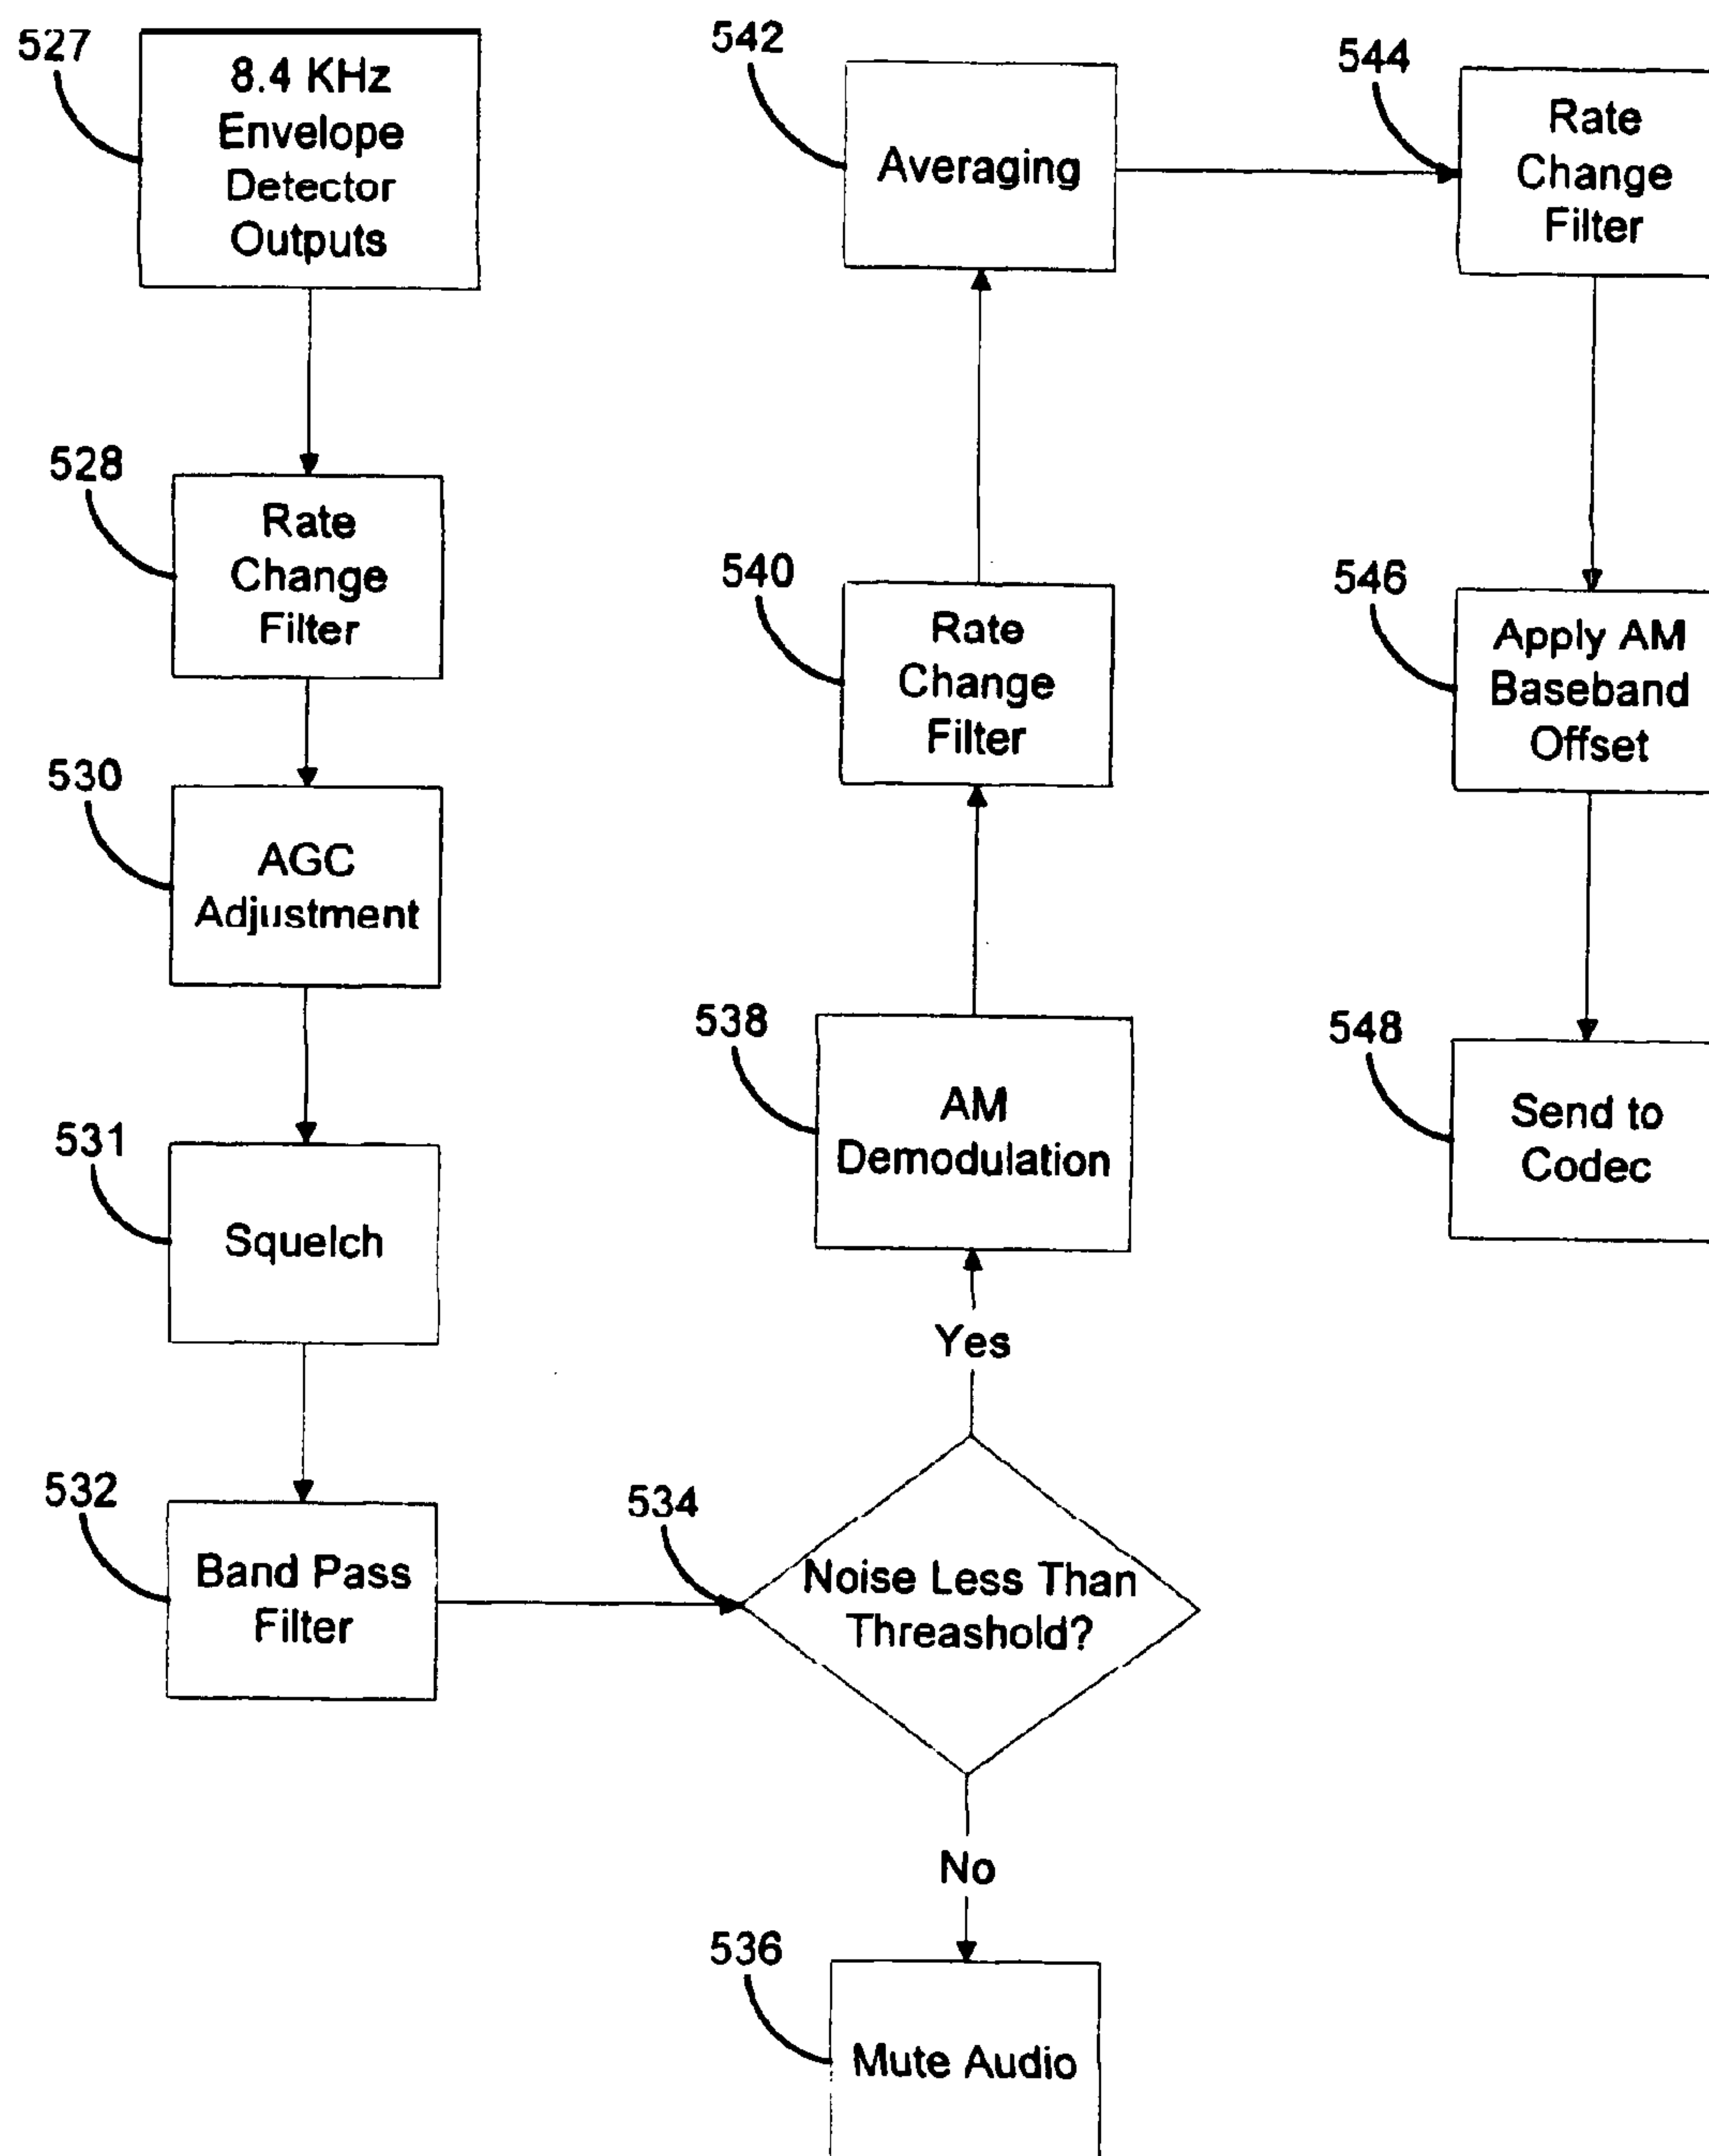 527
8.4 KHz
Envelope
Detector
Outputs
528
Rate
Change
Filter
530
AGC
Adjustment
531
Squelch
532
Band Pass
Filter
534
Noise Less Than
Threashold?
Yes
No
536
Mute Audio
538
AM
Demodulation
540
Rate
Change
Filter
542
Averaging
544
Rate
Change
Filter
546
Apply AM
Baseband
Offset
548
Send to
Codec